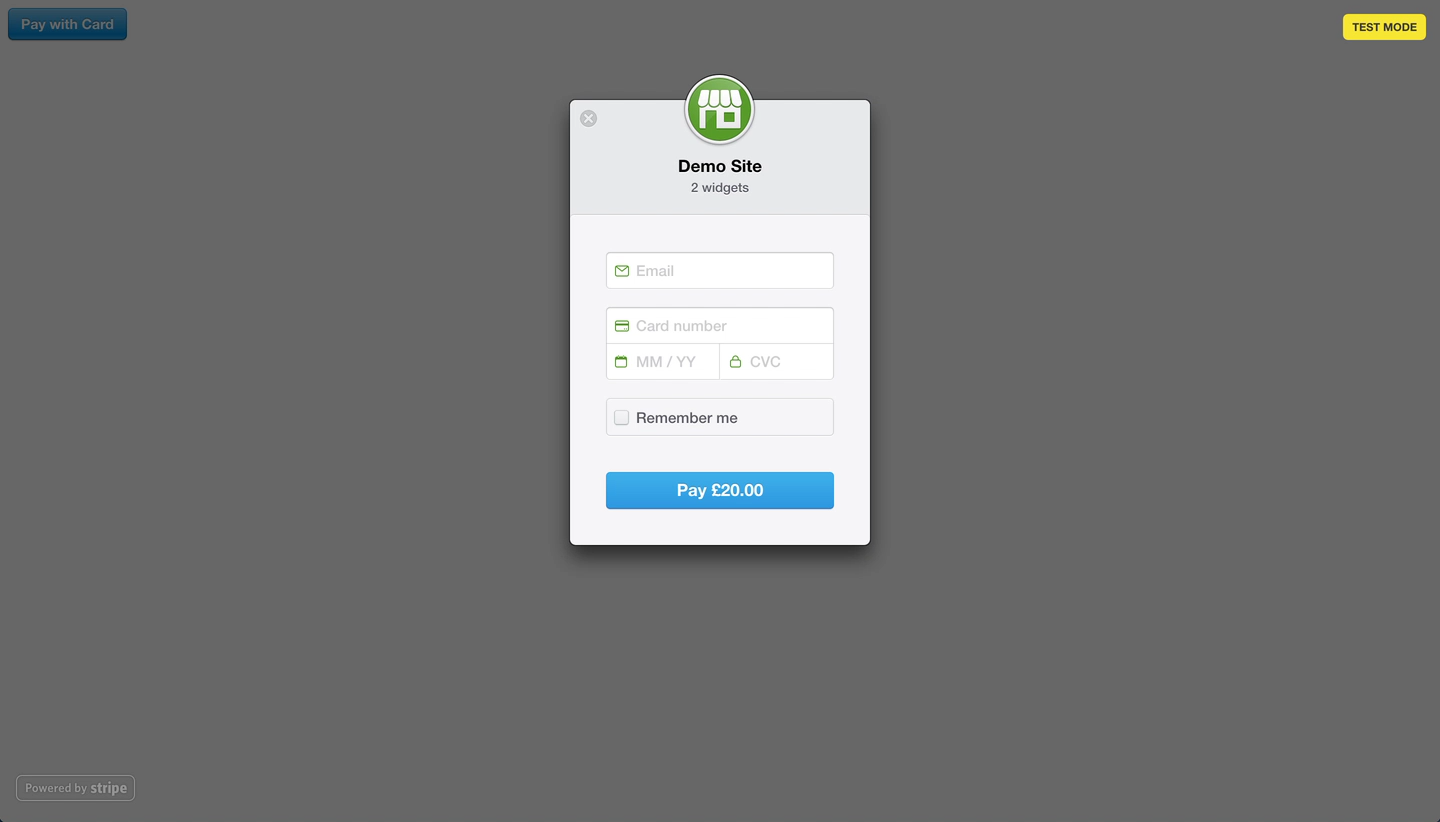 Pay with Card
TEST MODE
Demo Site
2 widgets
Email
Card number
MM / YY
CVC
Remember me
Pay £20.00
Powered by stripe